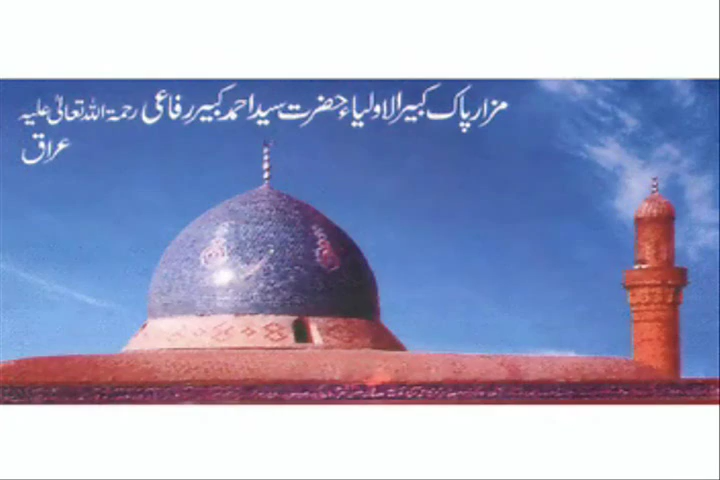 مزار پاک کبیر الاولیاء حضرت سید احمد کبیر رفاعی رحمۃ اللہ تعالیٰ علیہ
عراق